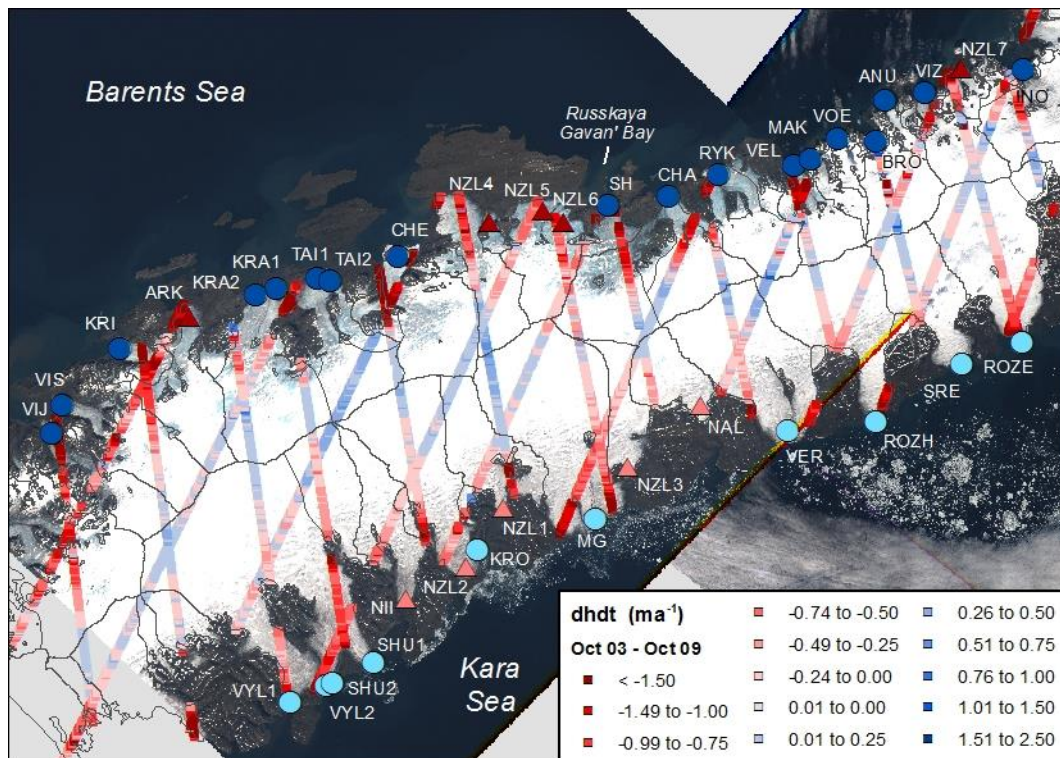 Barents Sea
Russkaya
Gavan' Bay
NZL7
VIZ
ANU
INO
VOE
MAK
BRO
VEL
RYK
CHA
SH
NZL6
NZL5
NZL4
CHE
TAI2
TAI1
KRA1
KRA2
ARK
KRI
VIS
VIJ
ROZE
SRE
ROZH
VER
NAL
NZL3
MG
NZL1
KRO
NZL2
NII
SHU1
SHU2
VYL2
VYL1
Kara
Sea
dhdt (ma-1)
Oct 03 - Oct 09
< -1.50
-1.49 to -1.00
-0.99 to -0.75
-0.74 to -0.50
-0.49 to -0.25
-0.24 to 0.00
0.01 to 0.00
0.01 to 0.25
0.26 to 0.50
0.51 to 0.75
0.76 to 1.00
1.01 to 1.50
1.51 to 2.50